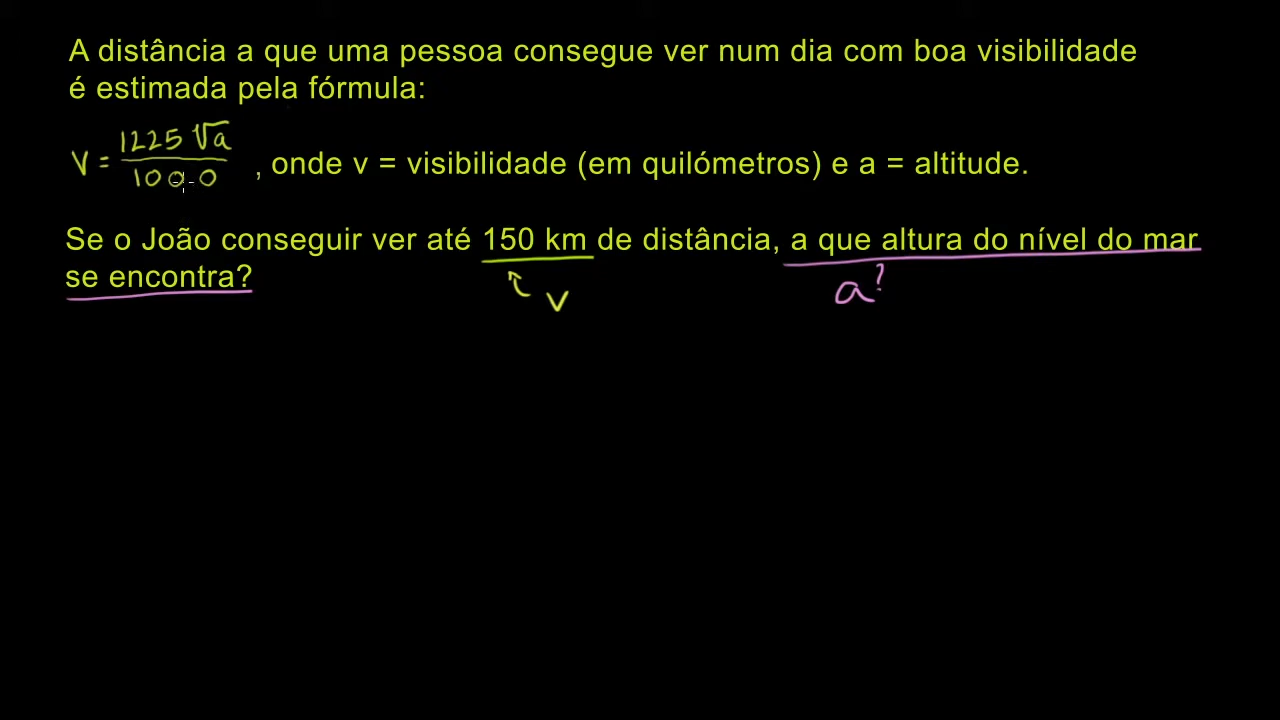 A distância a que uma pessoa consegue ver num dia com boa visibilidade
é estimada pela fórmula:
v = 1225 √a / 1000 , onde v = visibilidade (em quilómetros) e a = altitude.
Se o João conseguir ver até 150 km de distância, a que altura do nível do mar
se encontra?
v
a?